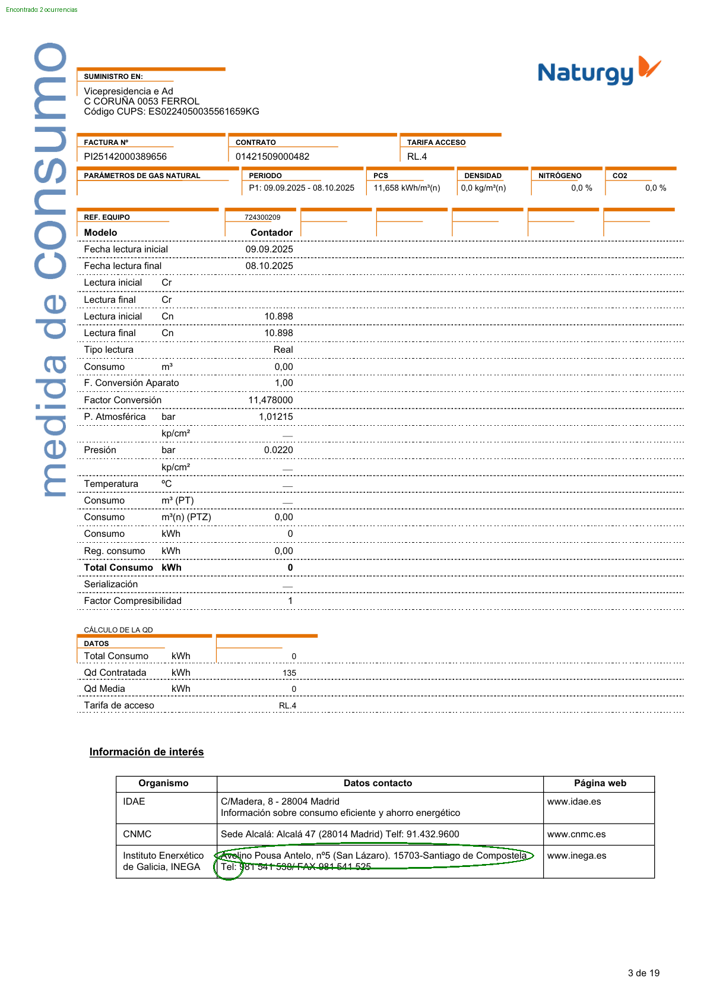 Encontrado: 2 ocurrencias
medida de consumo
Naturgy
SUMINISTRO EN:
Vicepresidencia e Ad
C CORUÑA 0053 FERROL
Código CUPS: ES0224050035561659KG
FACTURA Nº CONTRATO TARIFA ACCESO
PI25142000389656 01421509000482 RL.4
PARÁMETROS DE GAS NATURAL PERIODO PCS DENSIDAD NITRÓGENO CO2
P1: 09.09.2025 - 08.10.2025 11,658 kWh/m³(n) 0,0 kg/m³(n) 0,0 % 0,0 %
REF. EQUIPO 724300209
Modelo Contador
Fecha lectura inicial 09.09.2025
Fecha lectura final 08.10.2025
Lectura inicial Cr
Lectura final Cr
Lectura inicial Cn 10.898
Lectura final Cn 10.898
Tipo lectura Real
Consumo m³ 0,00
F. Conversión Aparato 1,00
Factor Conversión 11,478000
P. Atmosférica bar 1,01215
kp/cm² __
Presión bar 0.0220
kp/cm² __
Temperatura ºC __
Consumo m³ (PT) __
Consumo m³(n) (PTZ) 0,00
Consumo kWh 0
Reg. consumo kWh 0,00
Total Consumo kWh 0
Serialización __
Factor Compresibilidad 1
CÁLCULO DE LA QD
DATOS
Total Consumo kWh 0
Qd Contratada kWh 135
Qd Media kWh 0
Tarifa de acceso RL.4
Información de interés
Organismo Datos contacto Página web
IDAE C/Madera, 8 - 28004 Madrid www.idae.es
Información sobre consumo eficiente y ahorro energético
CNMC Sede Alcalá: Alcalá 47 (28014 Madrid) Telf: 91.432.9600 www.cnmc.es
Instituto Enerxético Avelino Pousa Antelo, nº5 (San Lázaro). 15703-Santiago de Compostela www.inega.es
de Galicia, INEGA Tel: 981 541 538/ FAX 981 541 525
3 de 19